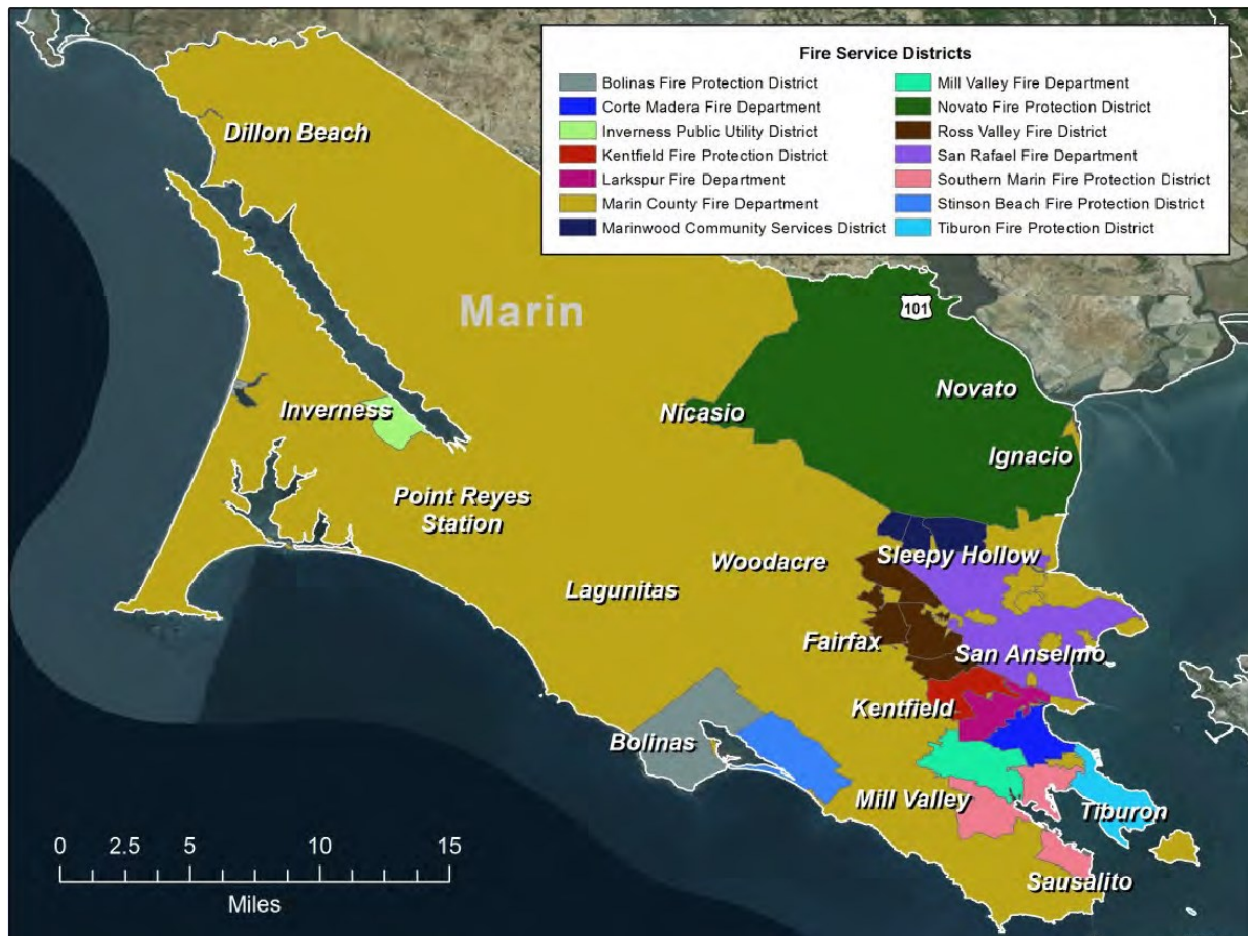 Fire Service Districts
Bolinas Fire Protection District
Corte Madera Fire Department
Inverness Public Utility District
Kentfield Fire Protection District
Larkspur Fire Department
Marin County Fire Department
Marinwood Community Services District
Mill Valley Fire Department
Novato Fire Protection District
Ross Valley Fire District
San Rafael Fire Department
Southern Marin Fire Protection District
Stinson Beach Fire Protection District
Tiburon Fire Protection District
Dillon Beach
Marin
101
Novato
Inverness
Nicasio
Ignacio
Point Reyes
Station
Sleepy Hollow
Woodacre
Lagunitas
Fairfax
San Anselmo
Kentfield
Bolinas
Mill Valley
Tiburon
Sausalito
0 2.5 5 10 15
Miles